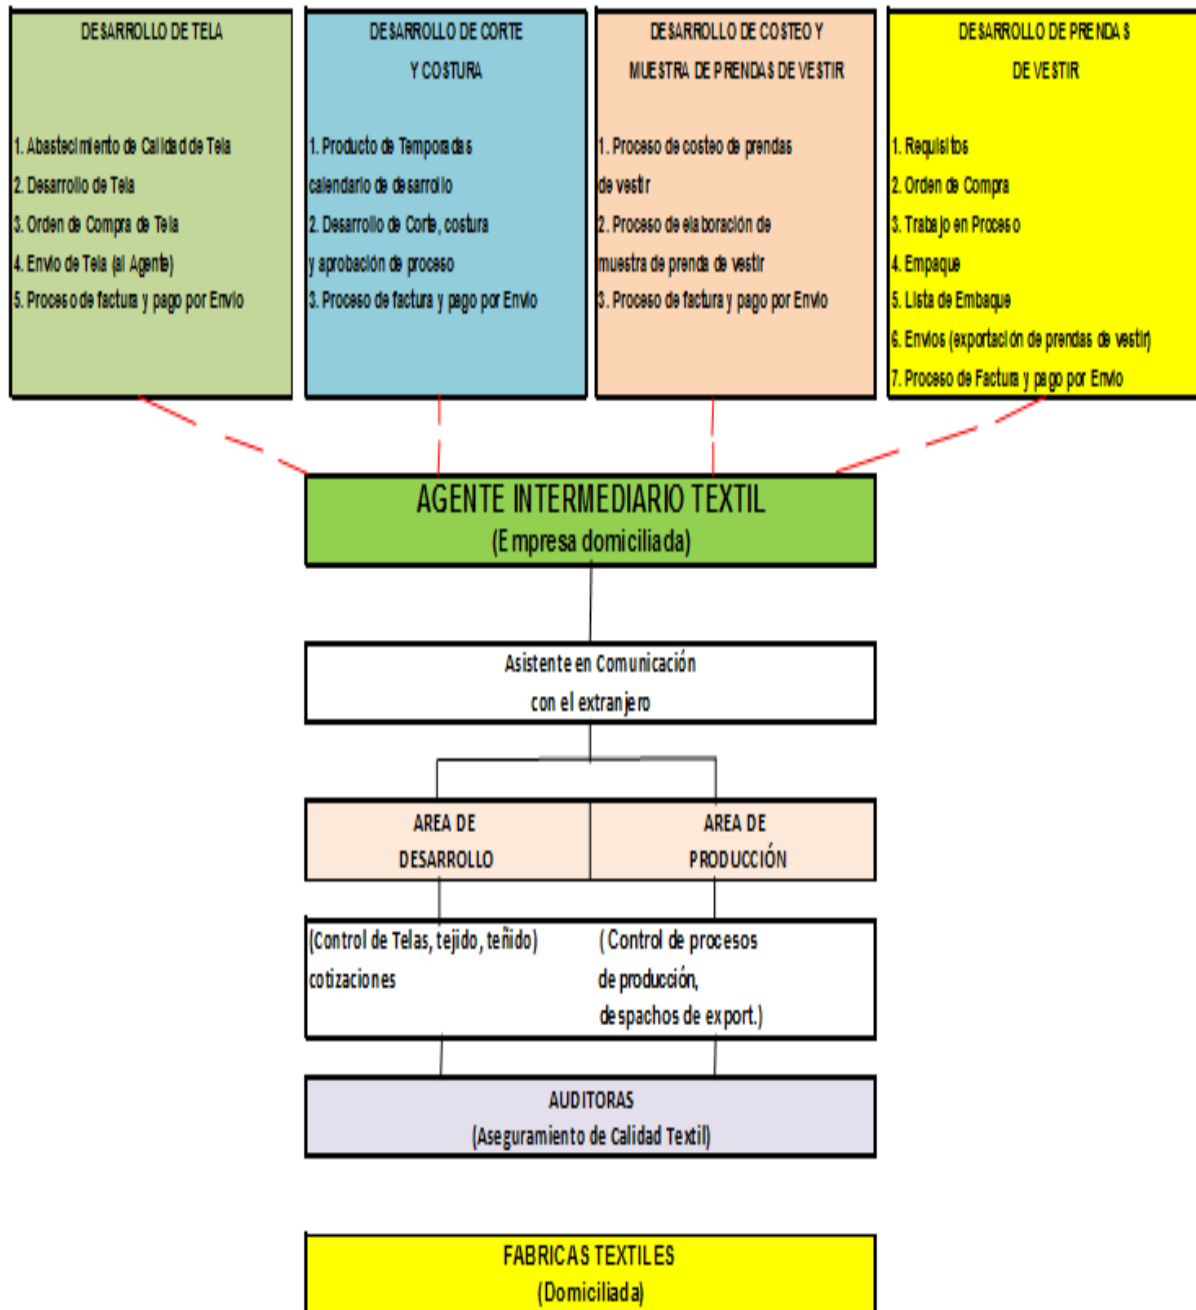 DESARROLLO DE TELA
1. Abastecimiento de Calidad de Tela
2. Desarrollo de Tela
3. Orden de Compra de Tela
4. Envio de Tela (al Agente)
5. Proceso de factura y pago por Envio
DESARROLLO DE CORTE
Y COSTURA
1. Producto de Temporadas
calendario de desarrollo
2. Desarrollo de Corte, costura
y aprobación de proceso
3. Proceso de factura y pago por Envio
DESARROLLO DE COSTEO Y
MUESTRA DE PRENDAS DE VESTIR
1. Proceso de costeo de prendas
de vestir
2. Proceso de elaboración de
muestra de prenda de vestir
3. Proceso de factura y pago por Envio
DESARROLLO DE PRENDAS
DE VESTIR
1. Requisitos
2. Orden de Compra
3. Trabajo en Proceso
4. Empaque
5. Lista de Embaque
6. Envios (exportación de prendas de vestir)
7. Proceso de Factura y pago por Envio
AGENTE INTERMEDIARIO TEXTIL
(Empresa domiciliada)
Asistente en Comunicación
con el extranjero
AREA DE
DESARROLLO
AREA DE
PRODUCCIÓN
(Control de Telas, tejido, teñido)
cotizaciones
( Control de procesos
de producción,
despachos de export.)
AUDITORAS
(Aseguramiento de Calidad Textil)
FABRICAS TEXTILES
(Domiciliada)